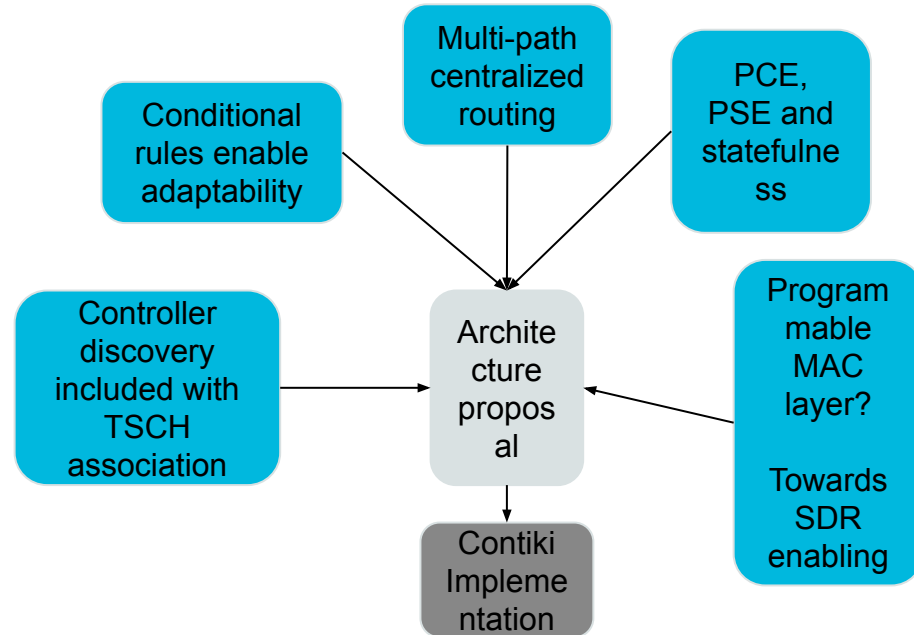 Multi-path
centralized
routing
PCE,
PSE and
statefulne
ss
Conditional
rules enable
adaptability
Controller
discovery
included with
TSCH
association
Archite
cture
propos
al
Program
mable
MAC
layer?
Towards
SDR
enabling
Contiki
Impleme
ntation